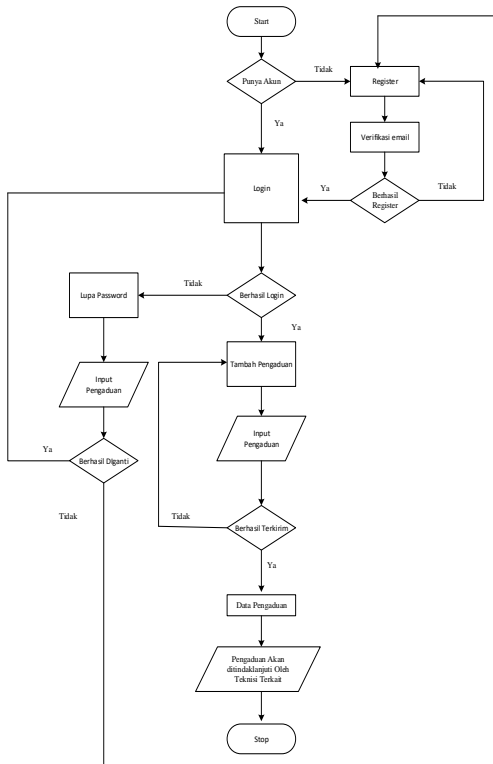 Start
Punya Akun
Tidak
Register
Ya
Verifikasi email
Login
Ya
Berhasil
Register
Tidak
Tidak
Lupa Password
Berhasil Login
Ya
Tambah Pengaduan
Input
Pengaduan
Input
Pengaduan
Ya
Berhasil DIganti
Tidak
Tidak
Berhasil Terkirim
Ya
Data Pengaduan
Pengaduan Akan
ditindaklanjuti Oleh
Teknisi Terkait
Stop